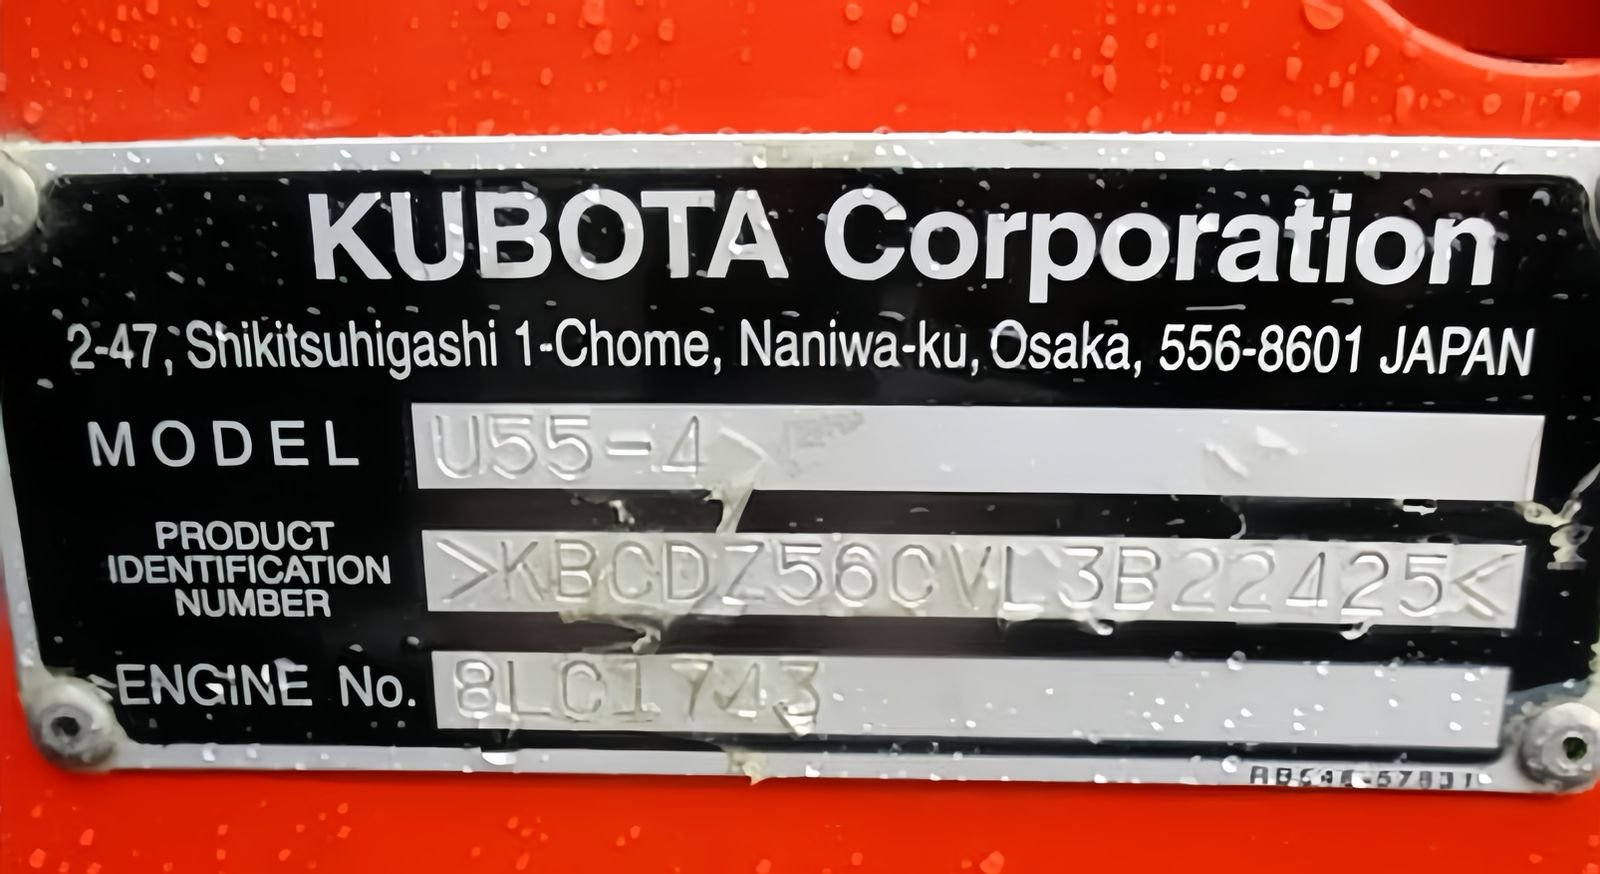 KUBOTA Corporation
2-47, Shikitsuhigashi 1-Chome, Naniwa-ku, Osaka, 556-8601 JAPAN
MODEL U55-4
PRODUCT IDENTIFICATION NUMBER >KBCDZ56CVL3B22425<
ENGINE No. 8LC1743